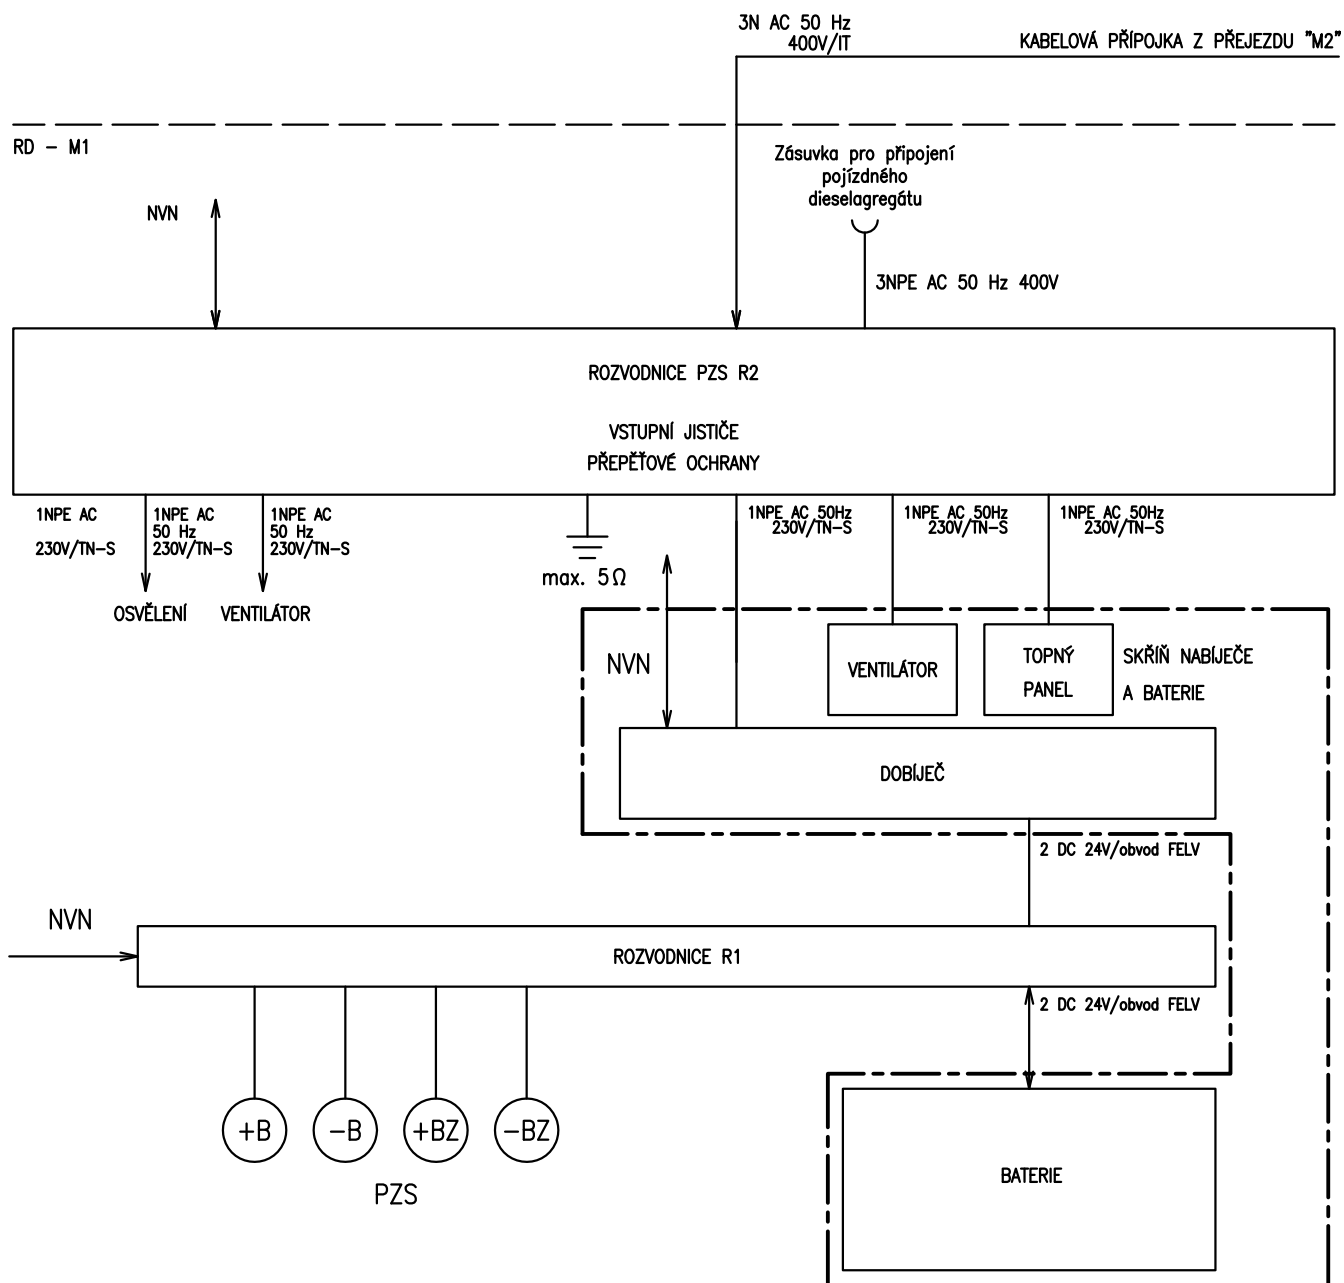 3N AC 50 Hz
400V/IT
KABELOVÁ PŘÍPOJKA Z PŘEJEZDU "M2"
RD – M1
Zásuvka pro připojení
pojízdného
dieselagregátu
NVN
3NPE AC 50 Hz 400V
ROZVODNICE PZS R2
VSTUPNÍ JISTIČE
PŘEPĚŤOVÉ OCHRANY
1NPE AC
230V/TN–S
1NPE AC
50 Hz
230V/TN–S
1NPE AC
50 Hz
230V/TN–S
1NPE AC 50Hz
230V/TN–S
1NPE AC 50Hz
230V/TN–S
1NPE AC 50Hz
230V/TN–S
max. 5Ω
OSVĚLENÍ
VENTILÁTOR
NVN
VENTILÁTOR
TOPNÝ
PANEL
SKŘÍŇ NABÍJEČE
A BATERIE
DOBÍJEČ
2 DC 24V/obvod FELV
NVN
ROZVODNICE R1
2 DC 24V/obvod FELV
+B
–B
+BZ
–BZ
PZS
BATERIE